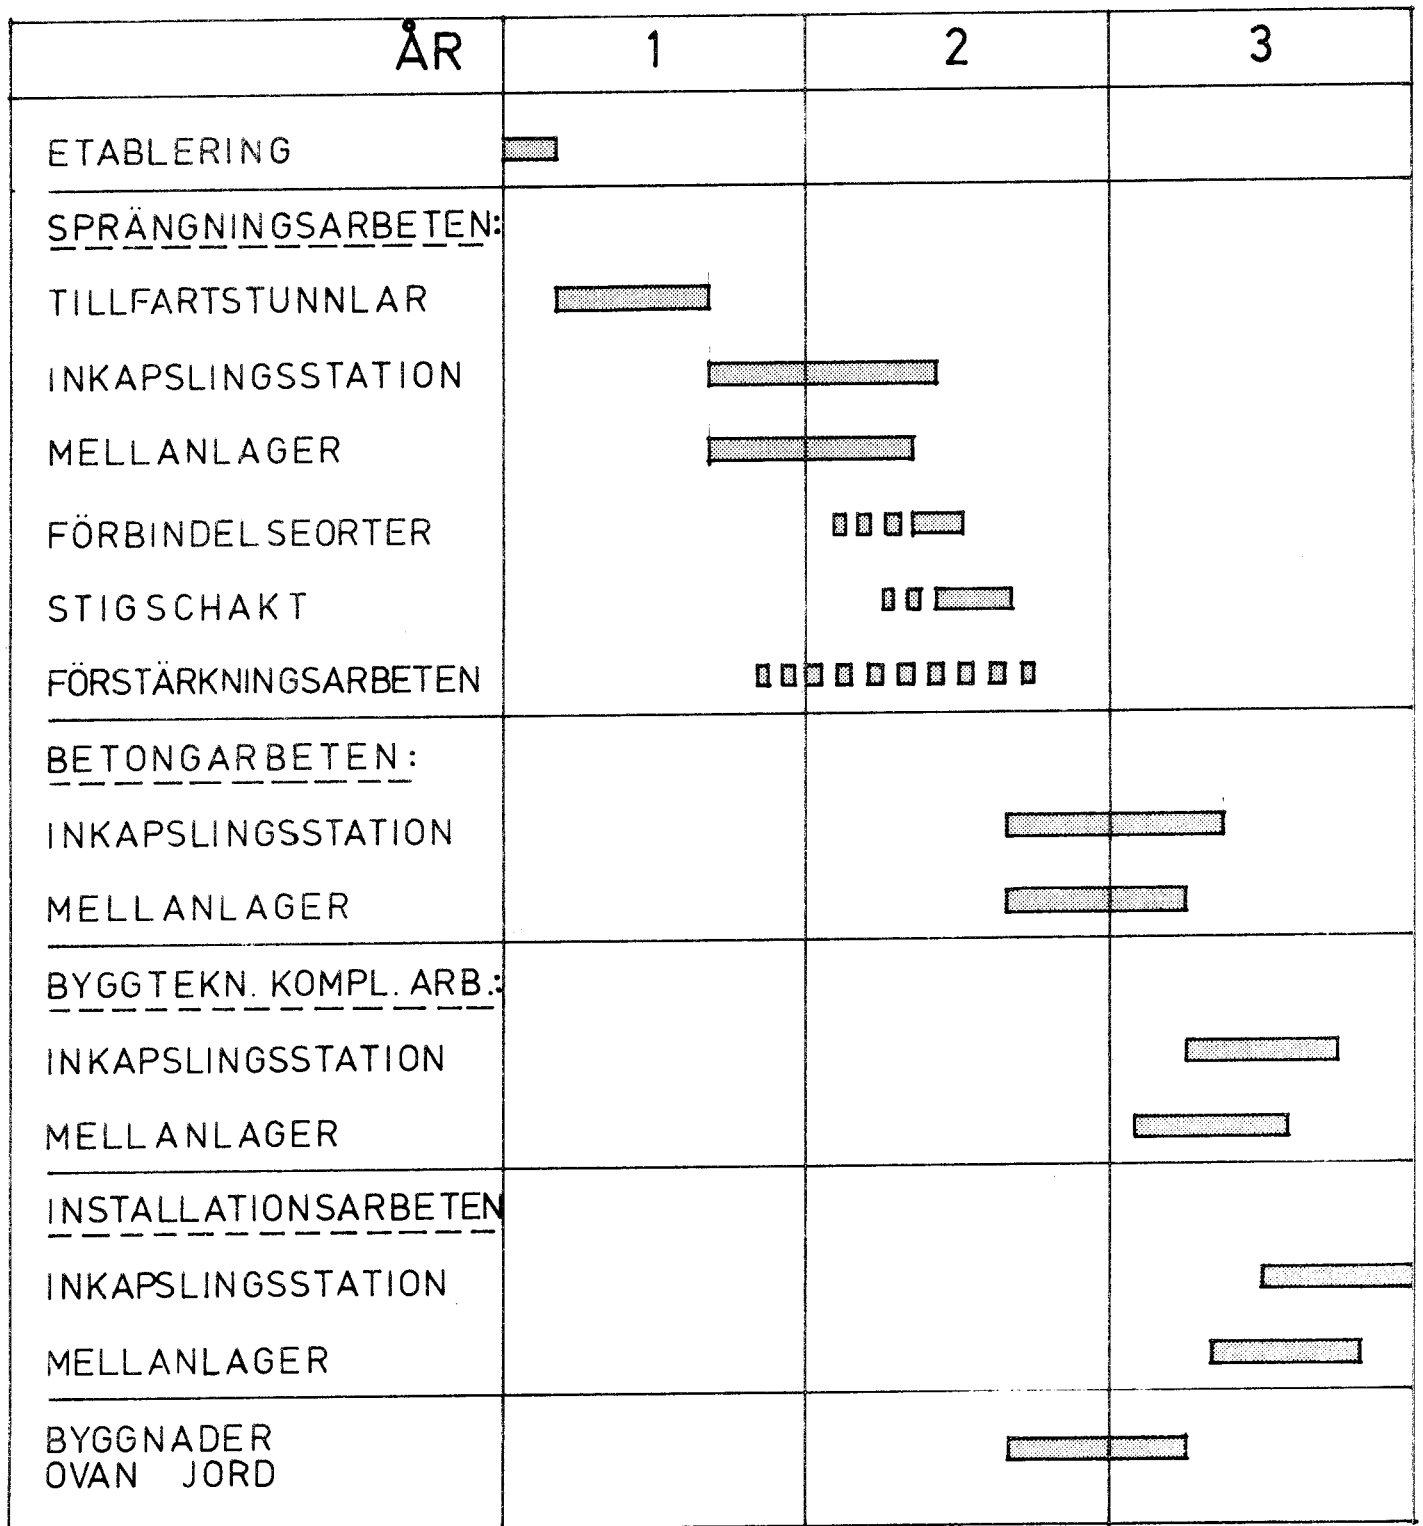 ÅR 1 2 3
ETABLERING
SPRÄNGNINGSARBETEN:
TILLFARTSTUNNLAR
INKAPSLINGSSTATION
MELLANLAGER
FÖRBINDELSEORTER
STIGSCHAKT
FÖRSTÄRKNINGSARBETEN
BETONGARBETEN:
INKAPSLINGSSTATION
MELLANLAGER
BYGGTEKN. KOMPL. ARB.:
INKAPSLINGSSTATION
MELLANLAGER
INSTALLATIONSARBETEN
INKAPSLINGSSTATION
MELLANLAGER
BYGGNADER
OVAN JORD